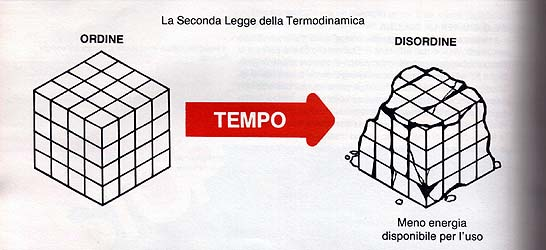 La Seconda Legge della Termodinamica
ORDINE
DISORDINE
TEMPO
Meno energia
disponibile per l'uso